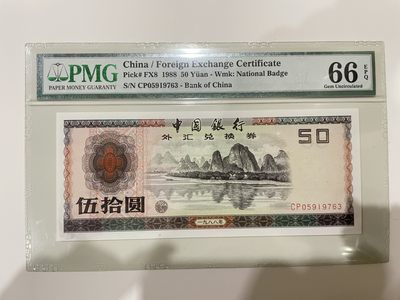 PMG
PAPER MONEY GUARANTY
China / Foreign Exchange Certificate
Pick# FX8 1988 50 Yüan - Wmk: National Badge
S/N CP05919763 - Bank of China
66 EPQ
Gem Uncirculated
中国银行
外汇兑换券
50
伍拾圆
CP05919763
一九八八年